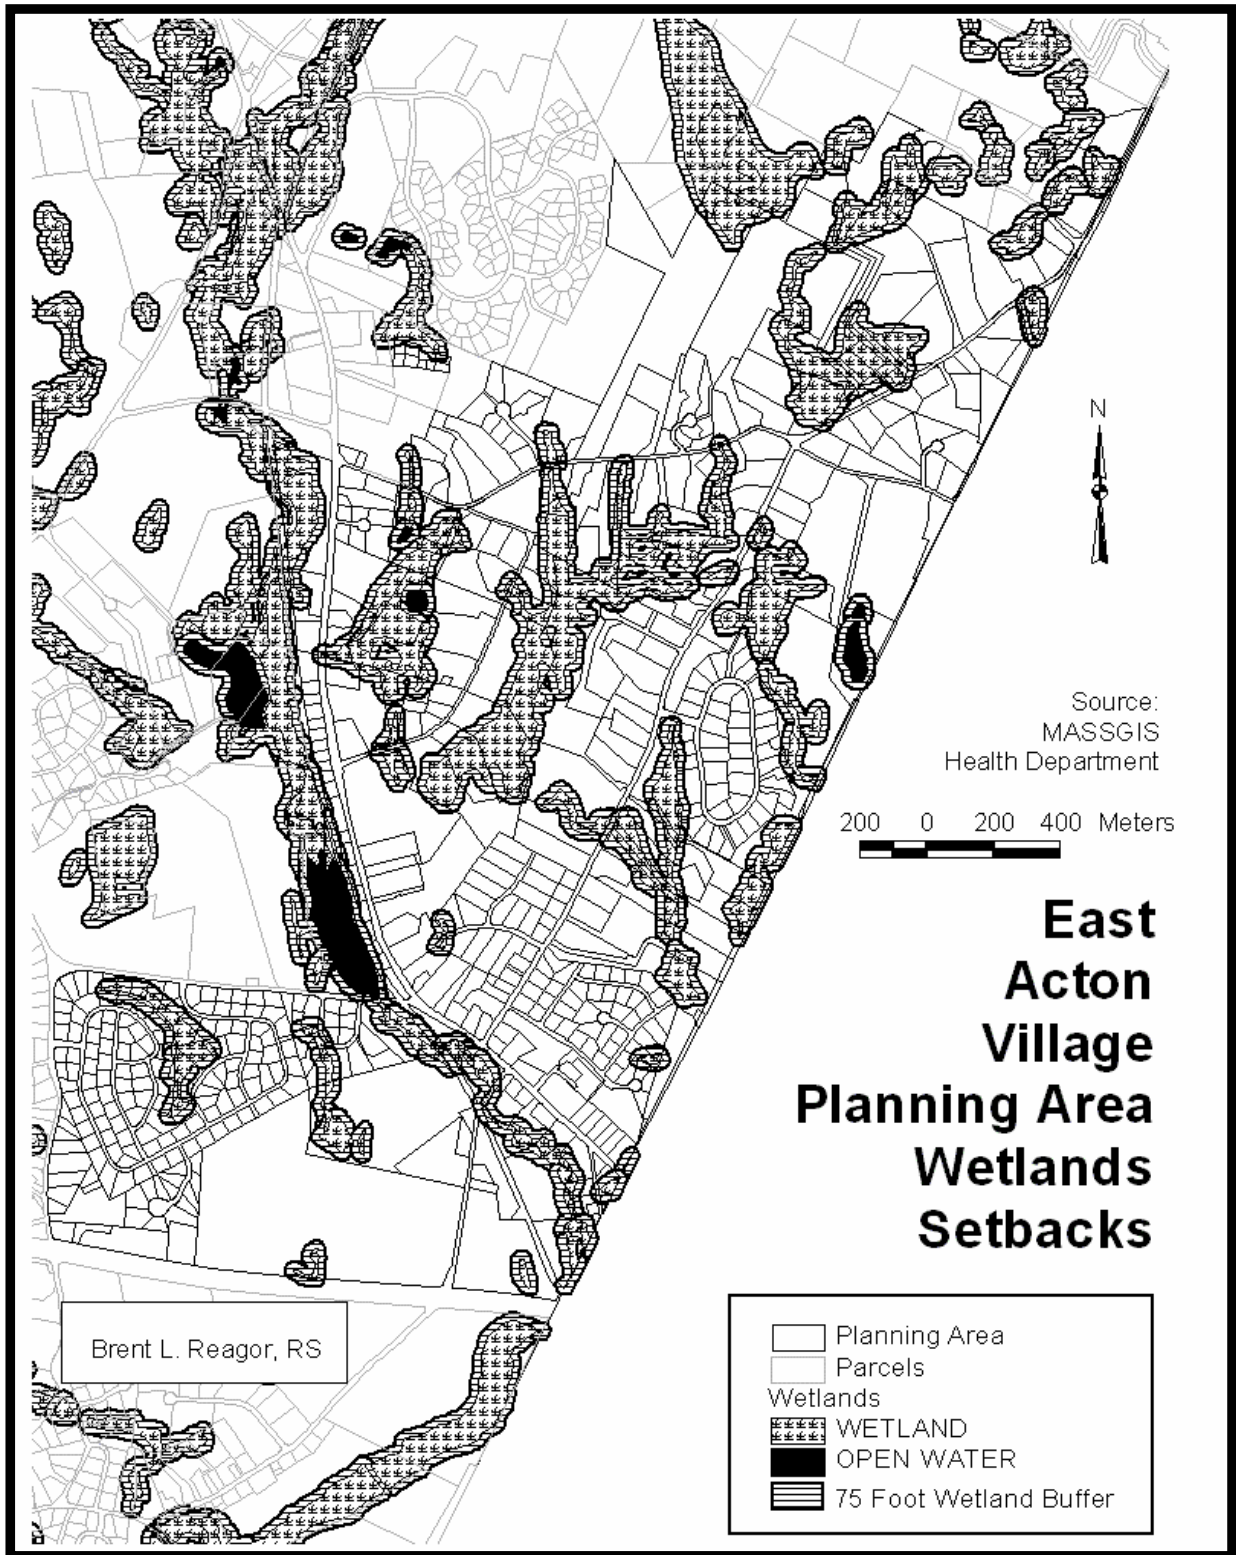 N
Source:
MASSGIS
Health Department
200 0 200 400 Meters
East
Acton
Village
Planning Area
Wetlands
Setbacks
Brent L. Reagor, RS
Planning Area
Parcels
Wetlands
WETLAND
OPEN WATER
75 Foot Wetland Buffer